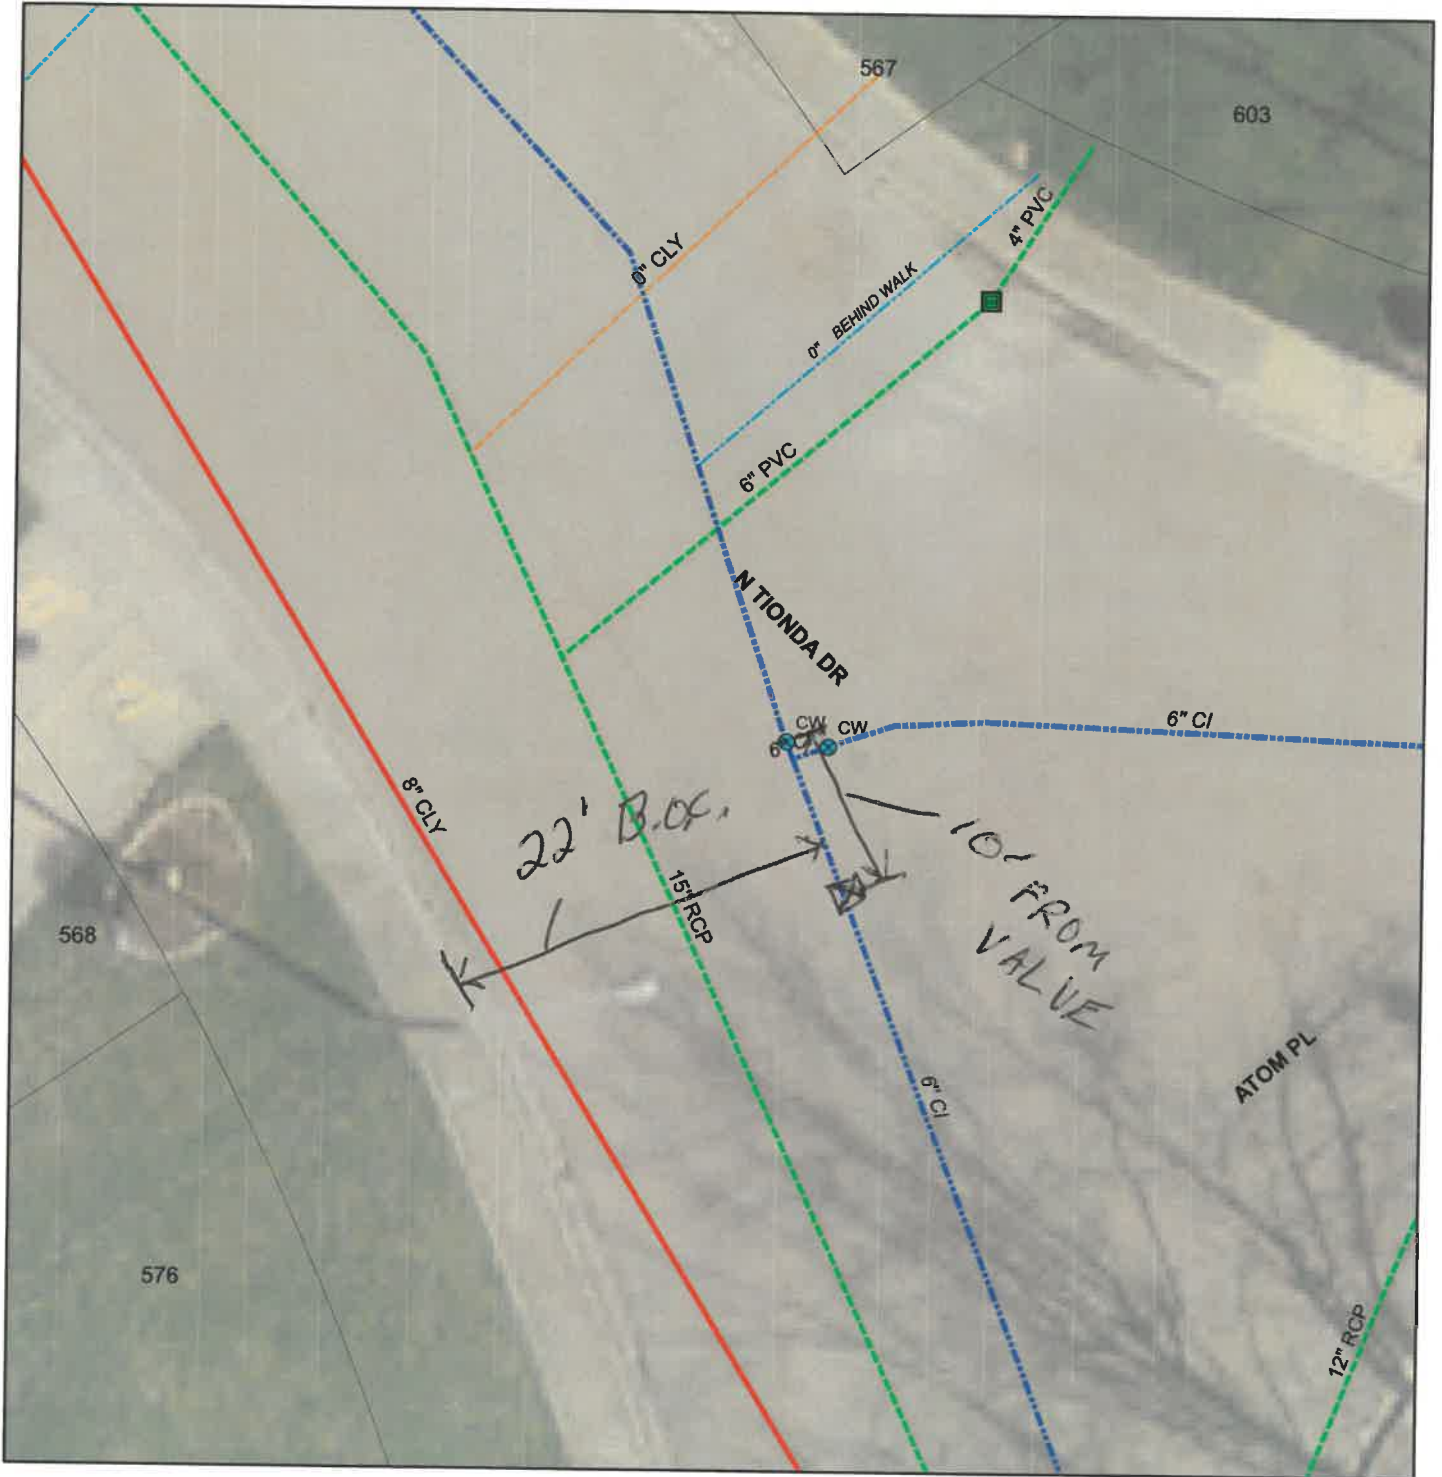 567
603
0" CLY
4" PVC
0" BEHIND WALK
6" PVC
N TIONDA DR
CW
CW
6" CI
8" CLY
22' B.O.C.
10' FROM
VALVE
15" RCP
568
6" CI
ATOM PL
576
12" RCP